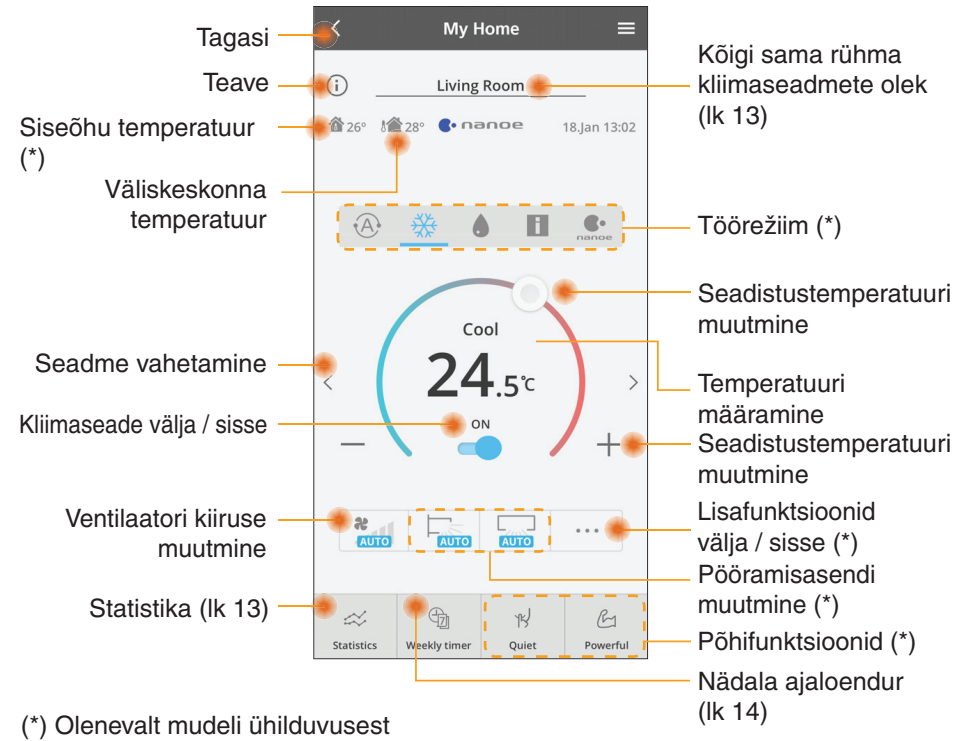 Tagasi
Teave
Siseõhu temperatuur
(*)
Väliskeskonna
temperatuur
Seadme vahetamine
Kliimaseade välja / sisse
Ventilaatori kiiruse
muutmine
Statistika (lk 13)
My Home
Living Room
26°
28°
nanoe
18.Jan 13:02
A
nanoe
Cool
24.5°C
ON
AUTO
AUTO
AUTO
7
Statistics
Weekly timer
Quiet
Powerful
Kõigi sama rühma
kliimaseadmete olek
(lk 13)
Töörežiim (*)
Seadistustemperatuuri
muutmine
Temperatuuri
määramine
Seadistustemperatuuri
muutmine
Lisafunktsioonid
välja / sisse (*)
Pööramisasendi
muutmine (*)
Põhifunktsioonid (*)
Nädala ajaloendur
(lk 14)
(*) Olenevalt mudeli ühilduvusest